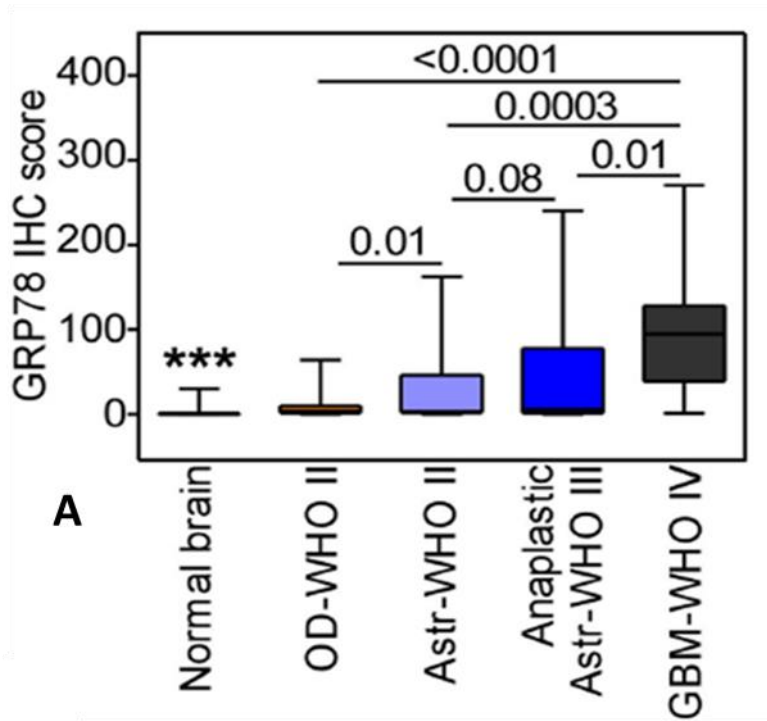 GRP78 IHC score
400
300
200
100
0
<0.0001
0.0003
0.01
0.08
0.01
***
Normal brain
OD-WHO II
Astr-WHO II
Anaplastic
Astr-WHO III
GBM-WHO IV
A